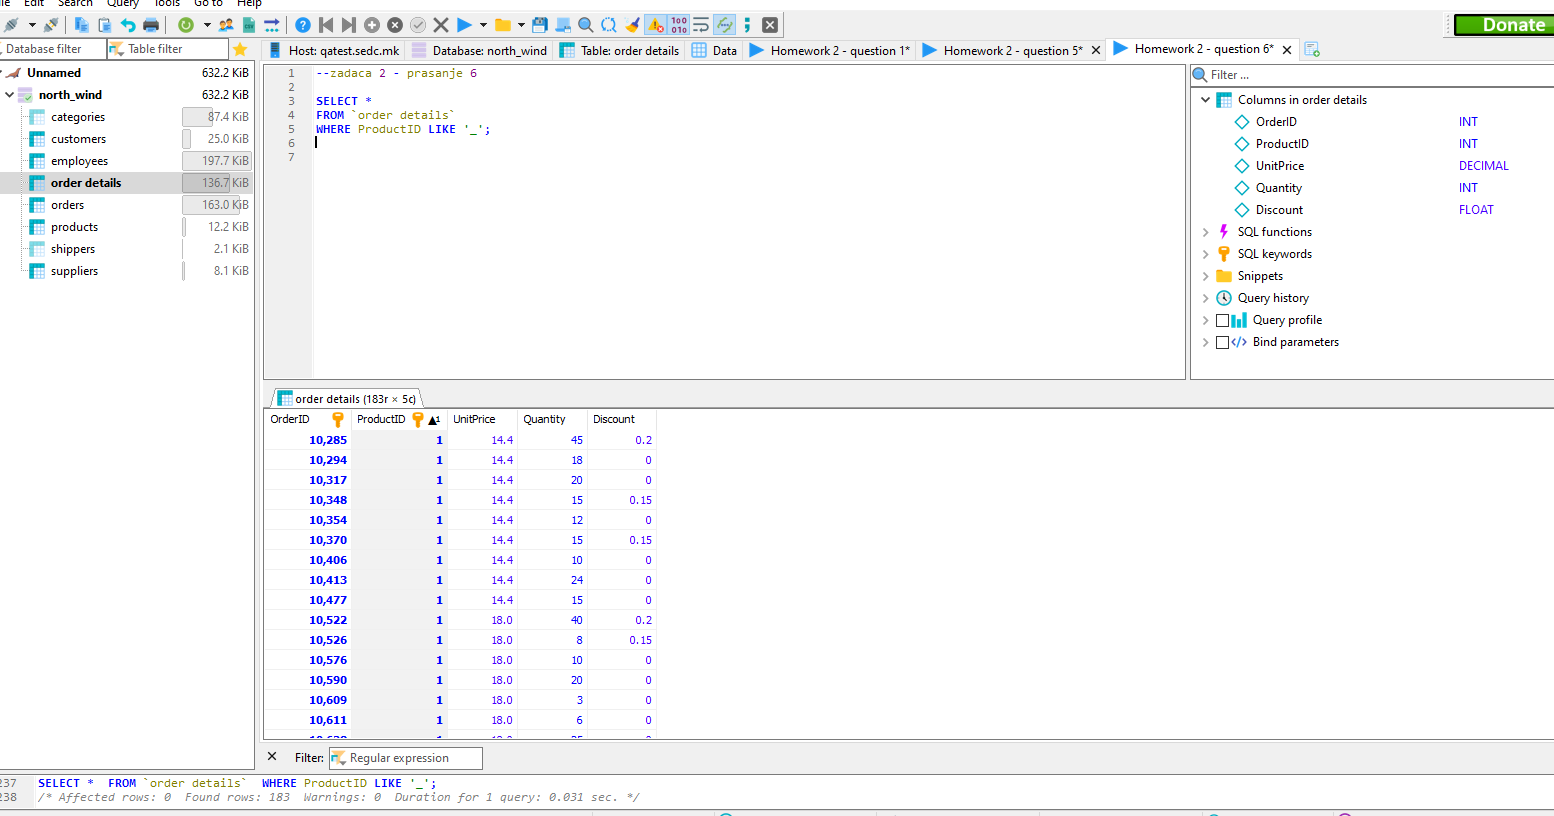 Edit Search Query Tools Go to Help
Donate
Database filter Table filter Host: qatest.sedc.mk Database: north_wind Table: order details Data Homework 2 - question 1* Homework 2 - question 5* Homework 2 - question 6*
Unnamed 632.2 KiB
north_wind 632.2 KiB
categories 87.4 KiB
customers 25.0 KiB
employees 197.7 KiB
order details 136.7 KiB
orders 163.0 KiB
products 12.2 KiB
shippers 2.1 KiB
suppliers 8.1 KiB
1 --zadaca 2 - prasanje 6
2
3 SELECT *
4 FROM `order details`
5 WHERE ProductID LIKE '_';
6
7
Filter ...
Columns in order details
OrderID INT
ProductID INT
UnitPrice DECIMAL
Quantity INT
Discount FLOAT
SQL functions
SQL keywords
Snippets
Query history
Query profile
Bind parameters
order details (183r × 5c)
OrderID ProductID 1 UnitPrice Quantity Discount
10,285 1 14.4 45 0.2
10,294 1 14.4 18 0
10,317 1 14.4 20 0
10,348 1 14.4 15 0.15
10,354 1 14.4 12 0
10,370 1 14.4 15 0.15
10,406 1 14.4 10 0
10,413 1 14.4 24 0
10,477 1 14.4 15 0
10,522 1 18.0 40 0.2
10,526 1 18.0 8 0.15
10,576 1 18.0 10 0
10,590 1 18.0 20 0
10,609 1 18.0 3 0
10,611 1 18.0 6 0
Filter: Regular expression
237 SELECT * FROM `order details` WHERE ProductID LIKE '_';
238 /* Affected rows: 0 Found rows: 183 Warnings: 0 Duration for 1 query: 0.031 sec. */